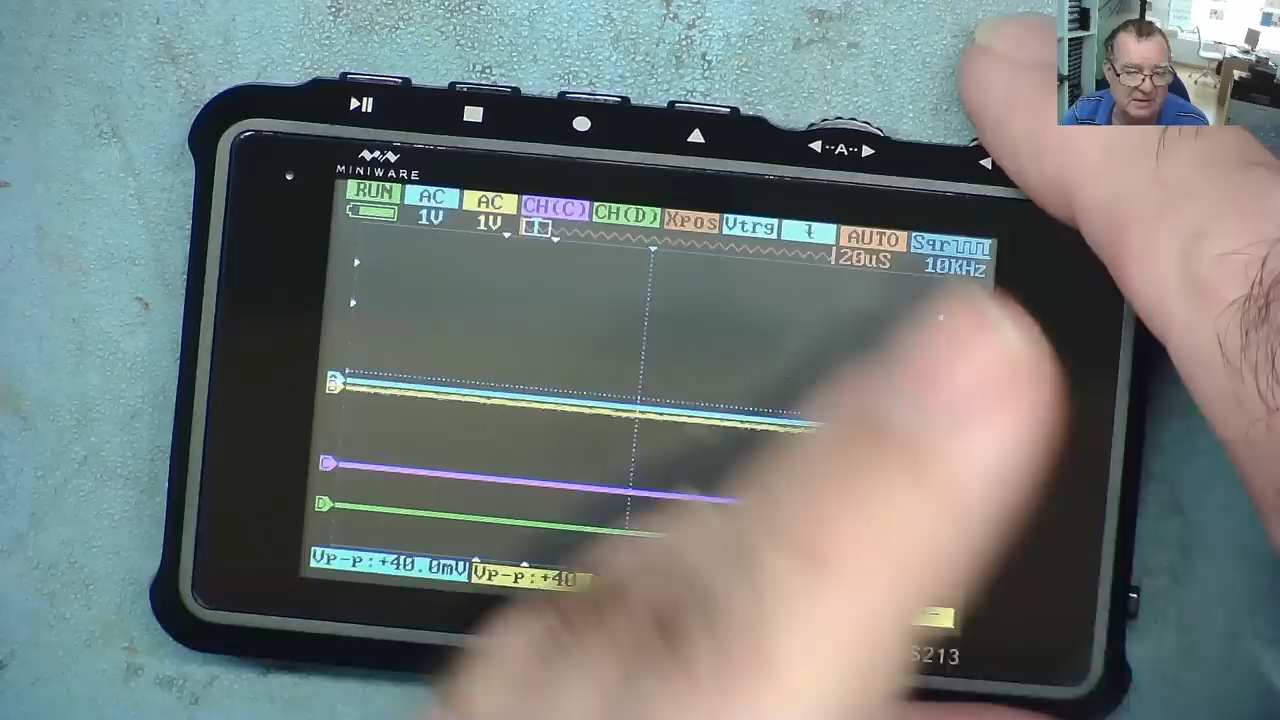 A
MINIWARE
RUN AC AC CH(C) CH(D) Xpos Vtrg AUTO Sqr
1V 1V 20uS 10KHz
Vp-p:+40.0mV Vp-p:+40
S213